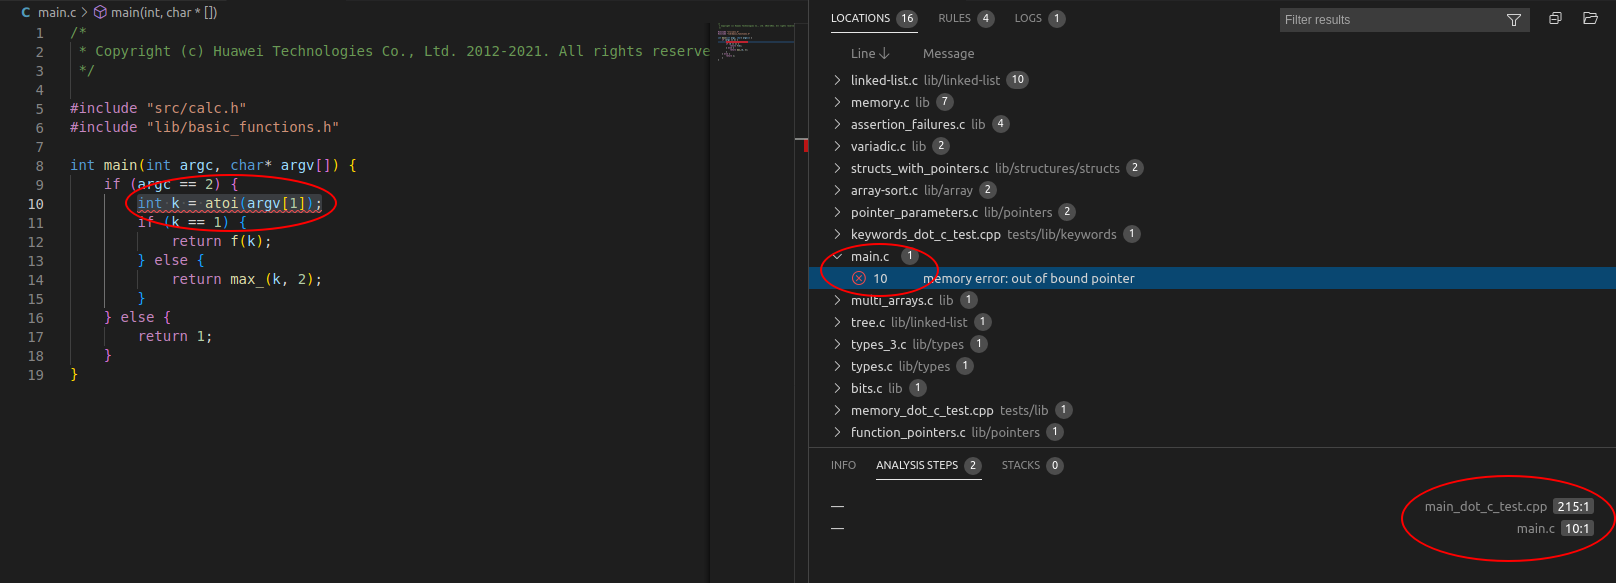 C main.c > main(int, char * [])
1 /*
2 * Copyright (c) Huawei Technologies Co., Ltd. 2012-2021. All rights reserve
3 */
4
5 #include "src/calc.h"
6 #include "lib/basic_functions.h"
7
8 int main(int argc, char* argv[]) {
9 if (argc == 2) {
10 int k = atoi(argv[1]);
11 if (k == 1) {
12 return f(k);
13 } else {
14 return max_(k, 2);
15 }
16 } else {
17 return 1;
18 }
19 }
LOCATIONS 16 RULES 4 LOGS 1
Filter results
Line Message
linked-list.c lib/linked-list 10
memory.c lib 7
assertion_failures.c lib 4
variadic.c lib 2
structs_with_pointers.c lib/structures/structs 2
array-sort.c lib/array 2
pointer_parameters.c lib/pointers 2
keywords_dot_c_test.cpp tests/lib/keywords 1
main.c 1
10 memory error: out of bound pointer
multi_arrays.c lib 1
tree.c lib/linked-list 1
types_3.c lib/types 1
types.c lib/types 1
bits.c lib 1
memory_dot_c_test.cpp tests/lib 1
function_pointers.c lib/pointers 1
INFO ANALYSIS STEPS 2 STACKS 0
— main_dot_c_test.cpp 215:1
— main.c 10:1